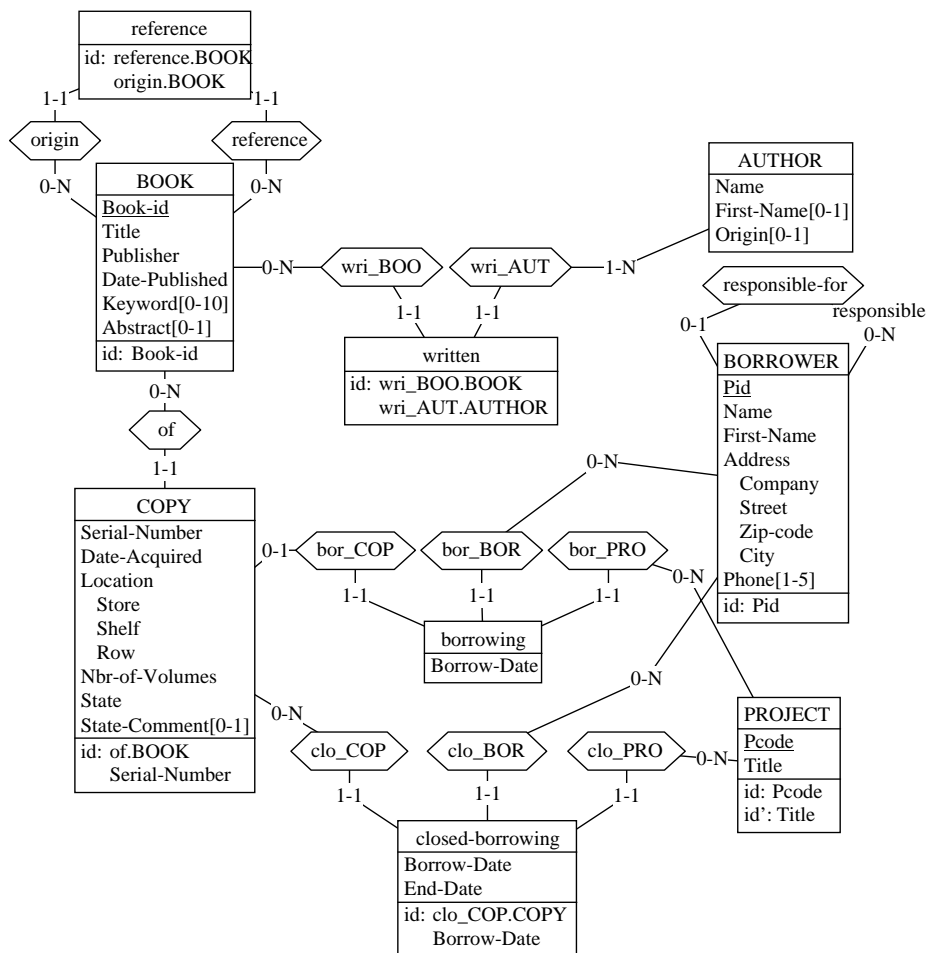 reference
id: reference.BOOK
origin.BOOK
1-1
1-1
origin
reference
0-N
0-N
BOOK
Book-id
Title
Publisher
Date-Published
Keyword[0-10]
Abstract[0-1]
id: Book-id
0-N
wri_BOO
wri_AUT
1-N
1-1
1-1
AUTHOR
Name
First-Name[0-1]
Origin[0-1]
written
id: wri_BOO.BOOK
wri_AUT.AUTHOR
responsible-for
responsible
0-1
0-N
BORROWER
Pid
Name
First-Name
Address
Company
Street
Zip-code
City
Phone[1-5]
id: Pid
0-N
of
1-1
COPY
Serial-Number
Date-Acquired
Location
Store
Shelf
Row
Nbr-of-Volumes
State
State-Comment[0-1]
id: of.BOOK
Serial-Number
0-N
0-1
bor_COP
bor_BOR
bor_PRO
0-N
1-1
1-1
1-1
borrowing
Borrow-Date
0-N
0-N
clo_COP
clo_BOR
clo_PRO
0-N
1-1
1-1
1-1
PROJECT
Pcode
Title
id: Pcode
id’: Title
closed-borrowing
Borrow-Date
End-Date
id: clo_COP.COPY
Borrow-Date